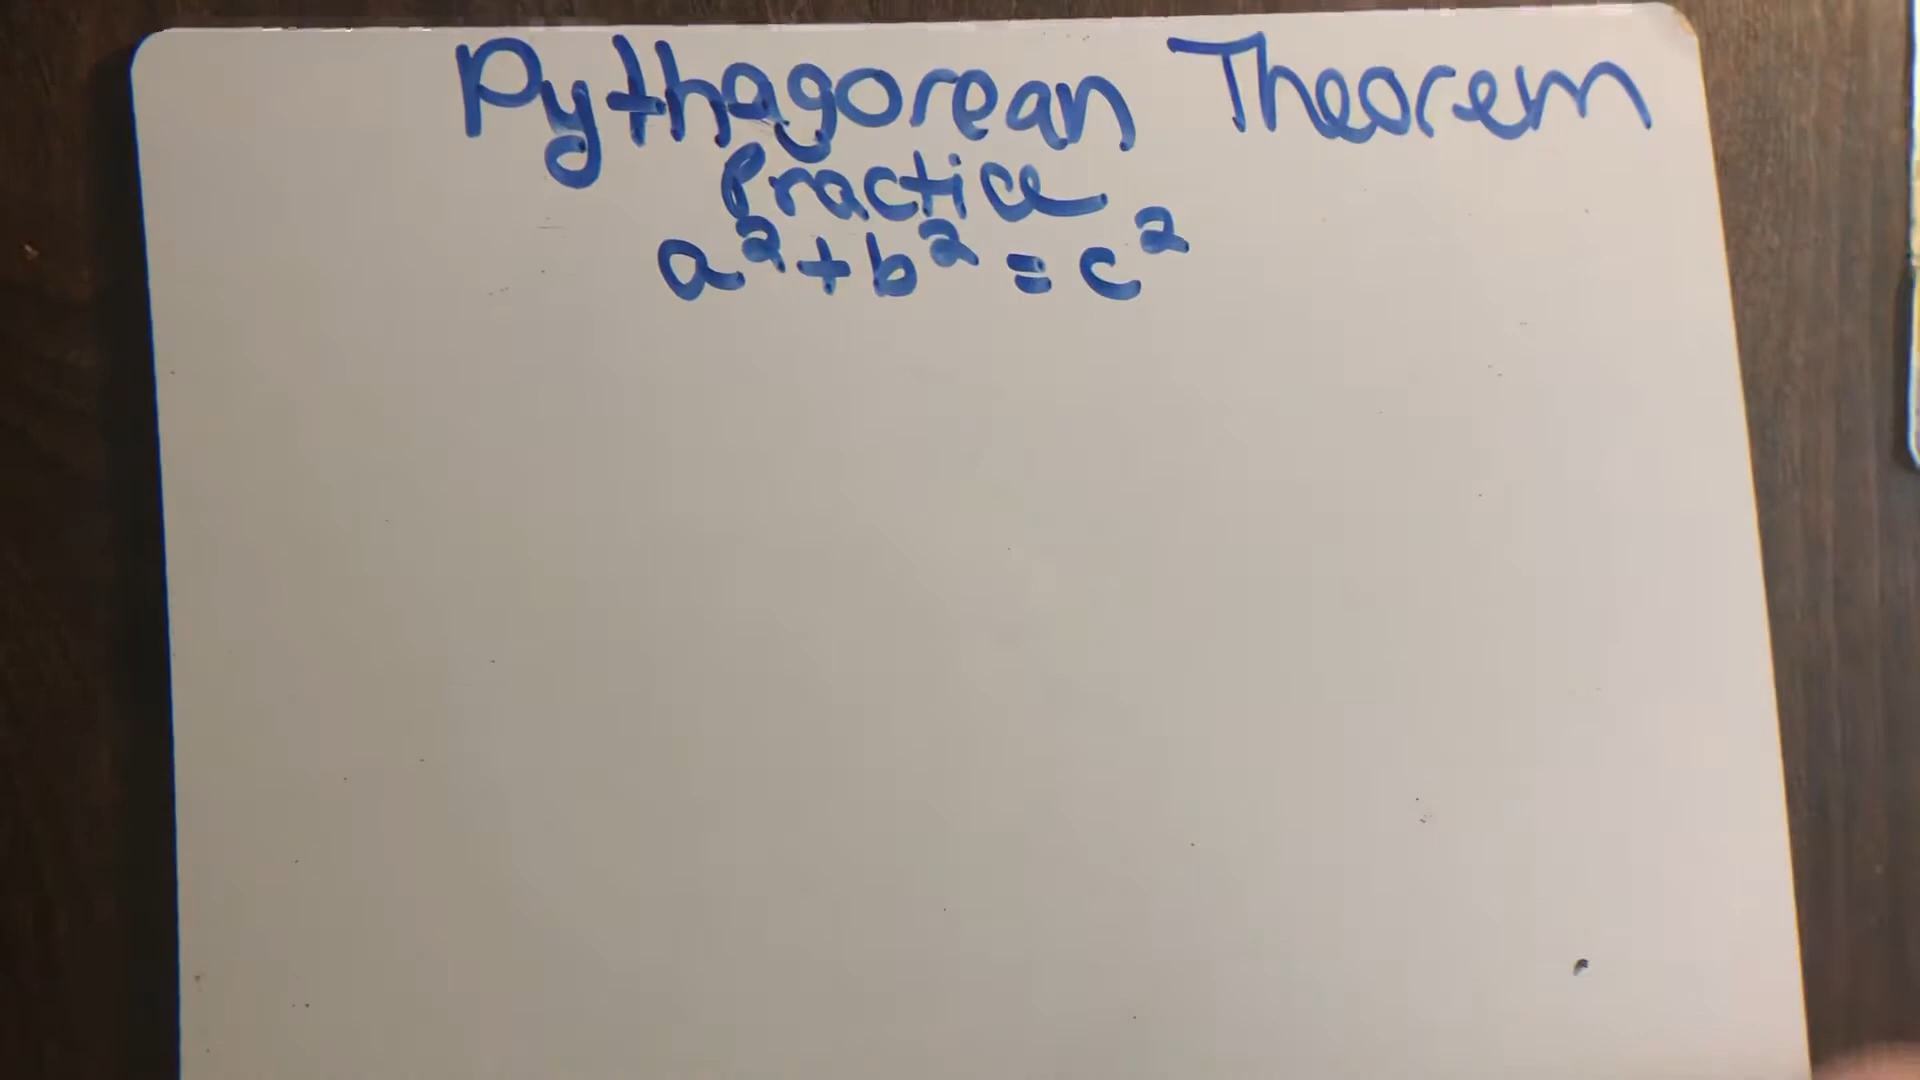 Pythagorean Theorem
Practice
a² + b² = c²